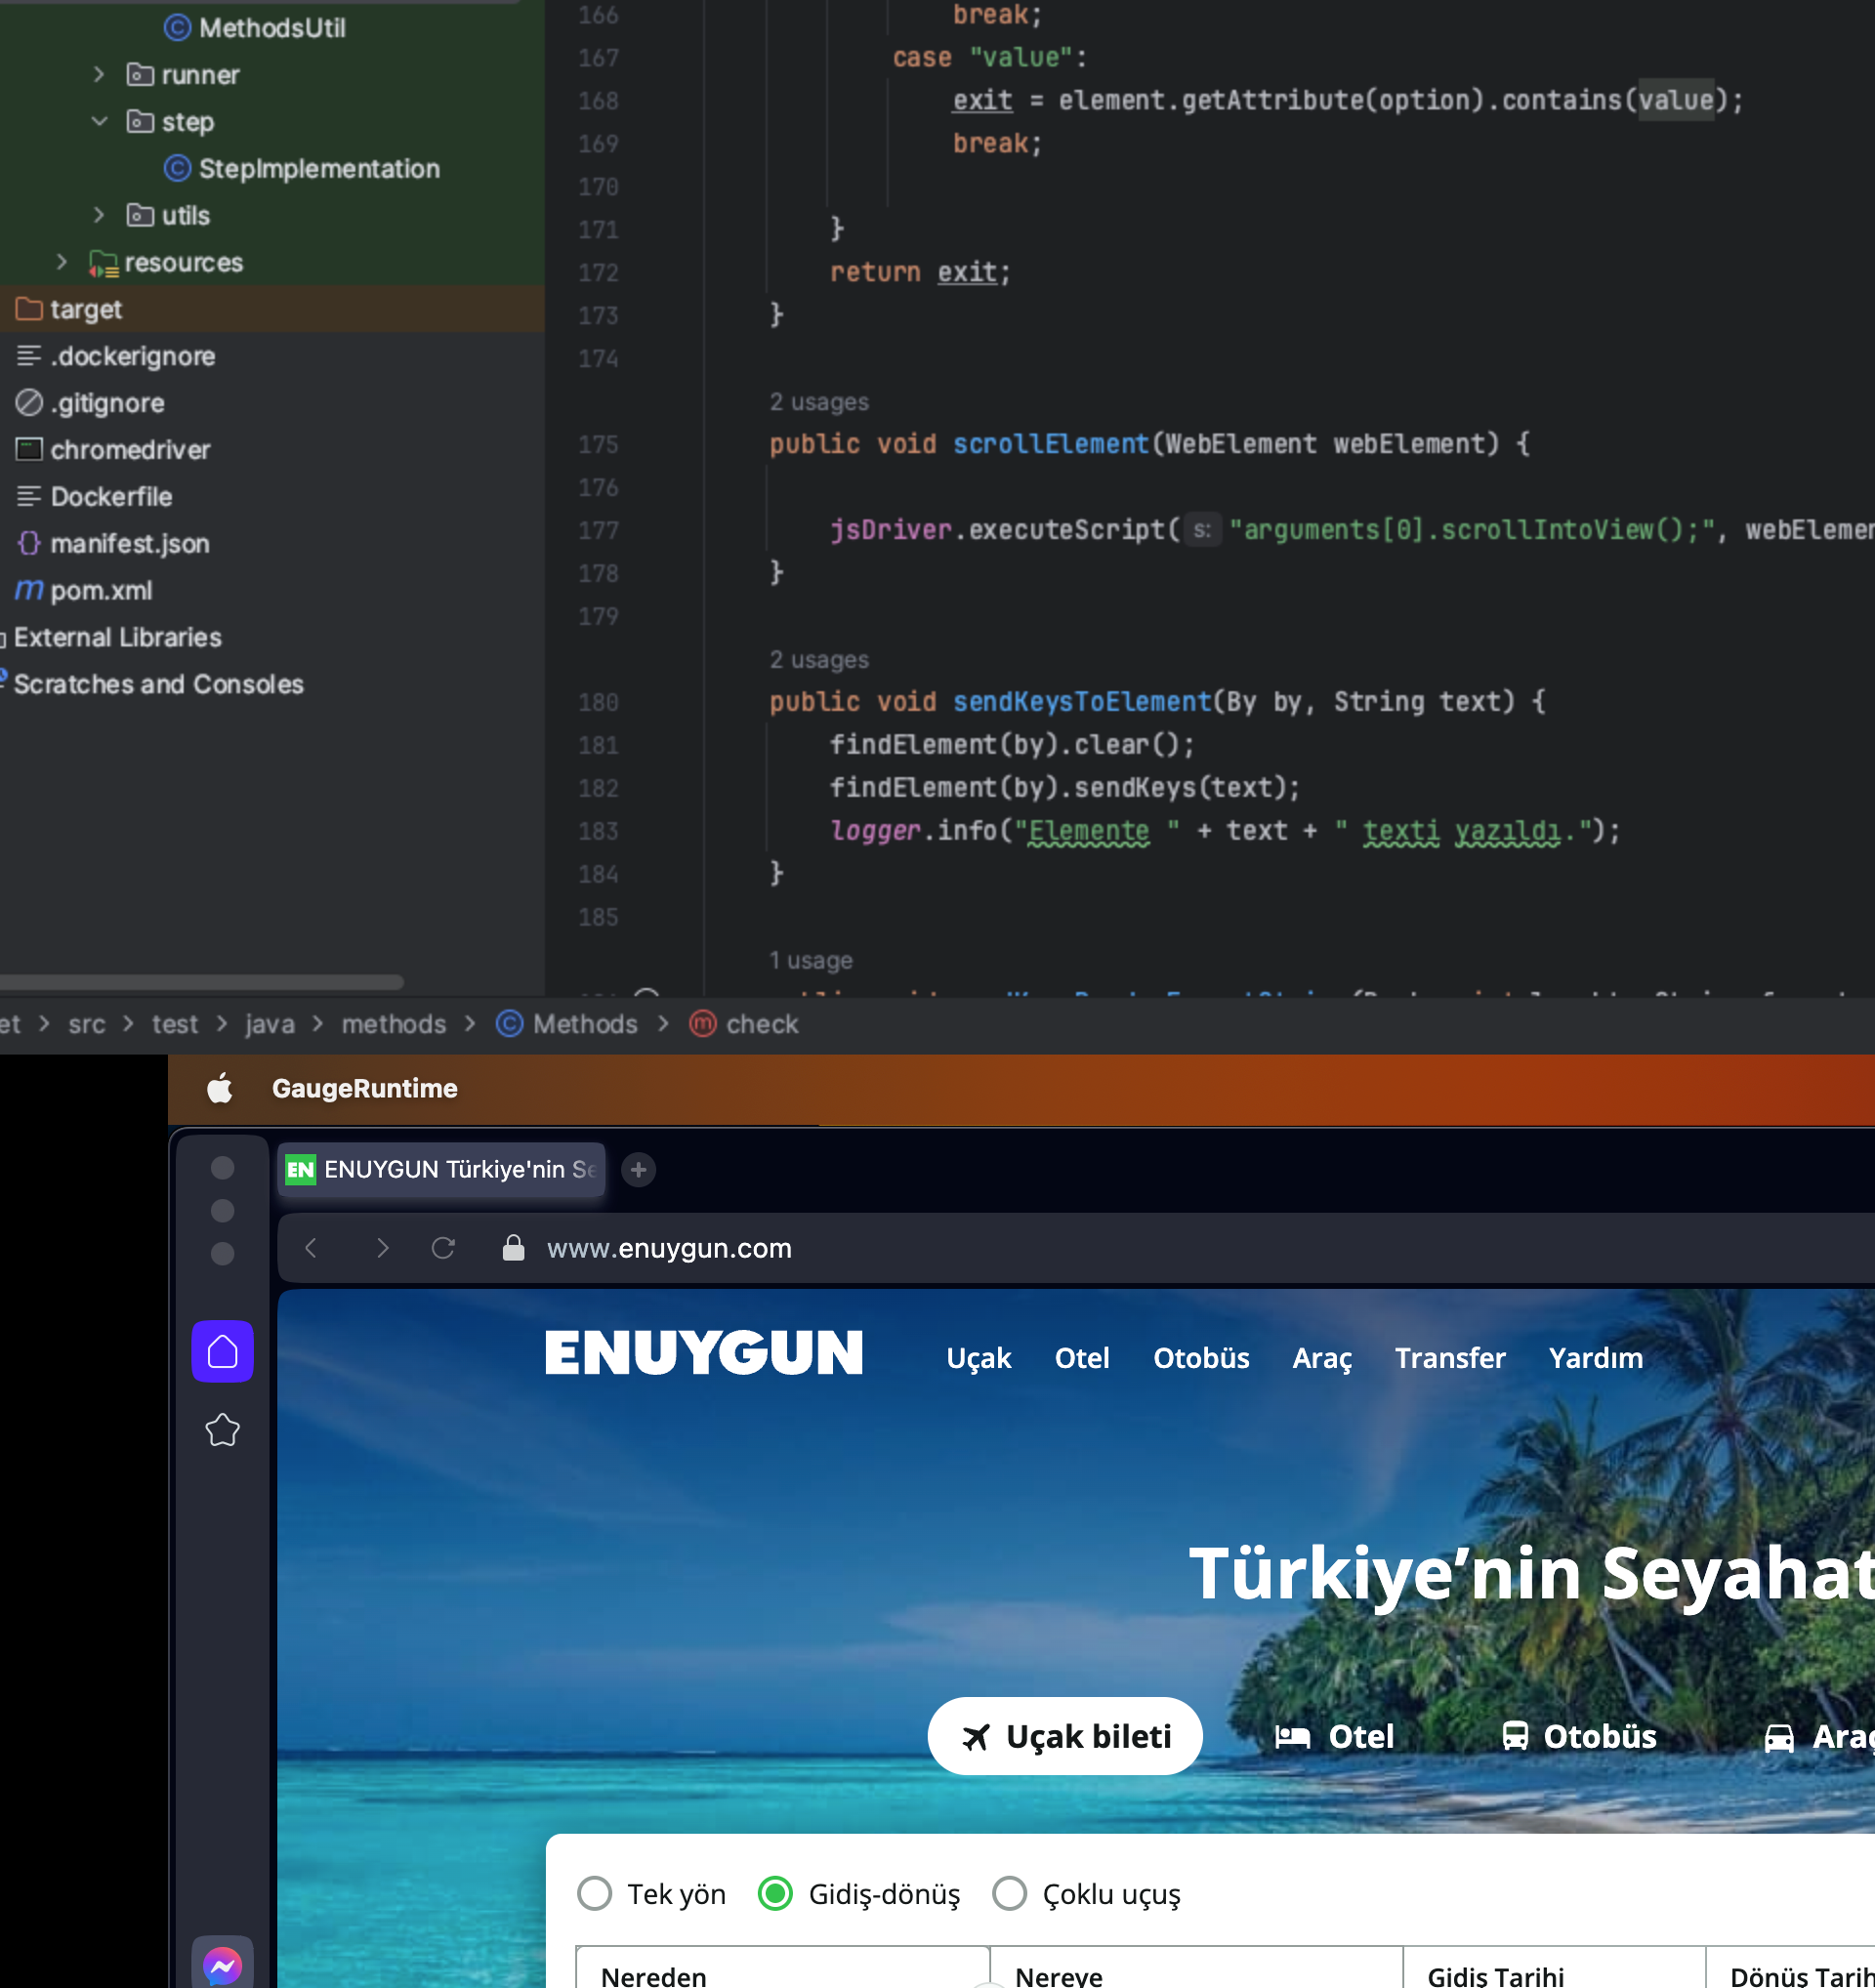 MethodsUtil
runner
step
StepImplementation
utils
resources
target
.dockerignore
.gitignore
chromedriver
Dockerfile
manifest.json
pom.xml
External Libraries
Scratches and Consoles
166 break;
167 case "value":
168 exit = element.getAttribute(option).contains(value);
169 break;
170
171 }
172 return exit;
173 }
174
2 usages
175 public void scrollElement(WebElement webElement) {
176
177 jsDriver.executeScript( s: "arguments[0].scrollIntoView();", webElemen
178 }
179
2 usages
180 public void sendKeysToElement(By by, String text) {
181 findElement(by).clear();
182 findElement(by).sendKeys(text);
183 logger.info("Elemente " + text + " texti yazıldı.");
184 }
185
1 usage
et > src > test > java > methods > Methods > check
GaugeRuntime
EN ENUYGUN Türkiye'nin Se
www.enuygun.com
ENUYGUN Uçak Otel Otobüs Araç Transfer Yardım
Türkiye’nin Seyahat
Uçak bileti Otel Otobüs Araç
Tek yön Gidiş-dönüş Çoklu uçuş
Nereden Nereye Gidiş Tarihi Dönüş Tarih